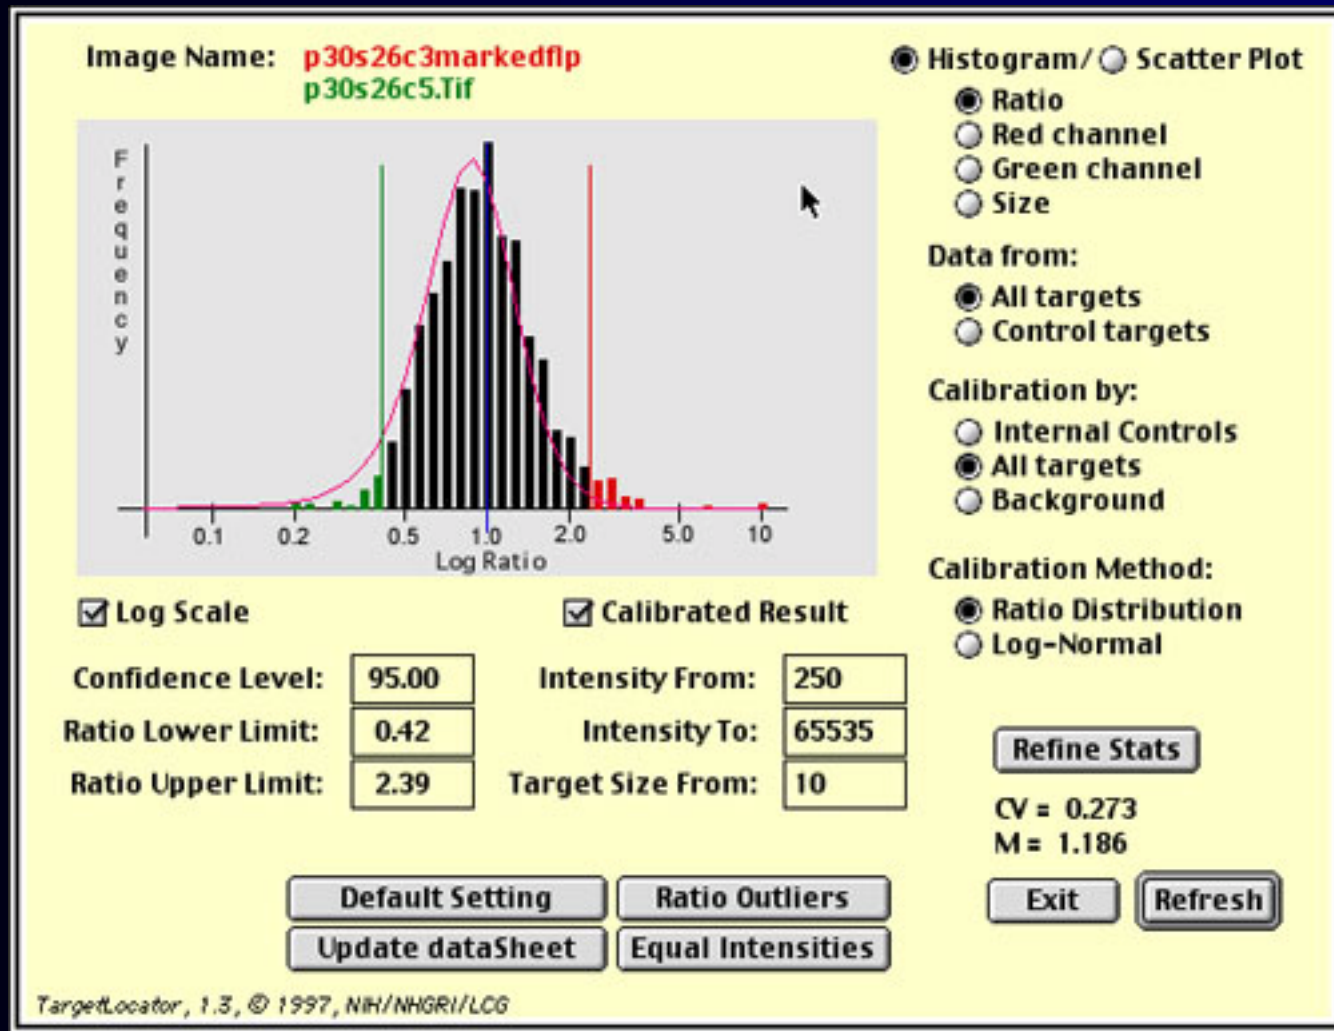 Image Name: p30s26c3markedflp
p30s26c5.Tif
Frequency
0.1 0.2 0.5 1.0 2.0 5.0 10
Log Ratio
Histogram/ Scatter Plot
Ratio
Red channel
Green channel
Size
Data from:
All targets
Control targets
Calibration by:
Internal Controls
All targets
Background
Calibration Method:
Ratio Distribution
Log-Normal
Log Scale
Calibrated Result
Confidence Level: 95.00
Intensity From: 250
Ratio Lower Limit: 0.42
Intensity To: 65535
Ratio Upper Limit: 2.39
Target Size From: 10
Refine Stats
CV = 0.273
M = 1.186
Default Setting
Ratio Outliers
Exit
Refresh
Update dataSheet
Equal Intensities
TargetLocator, 1.3, © 1997, NIH/NHGRI/LCG